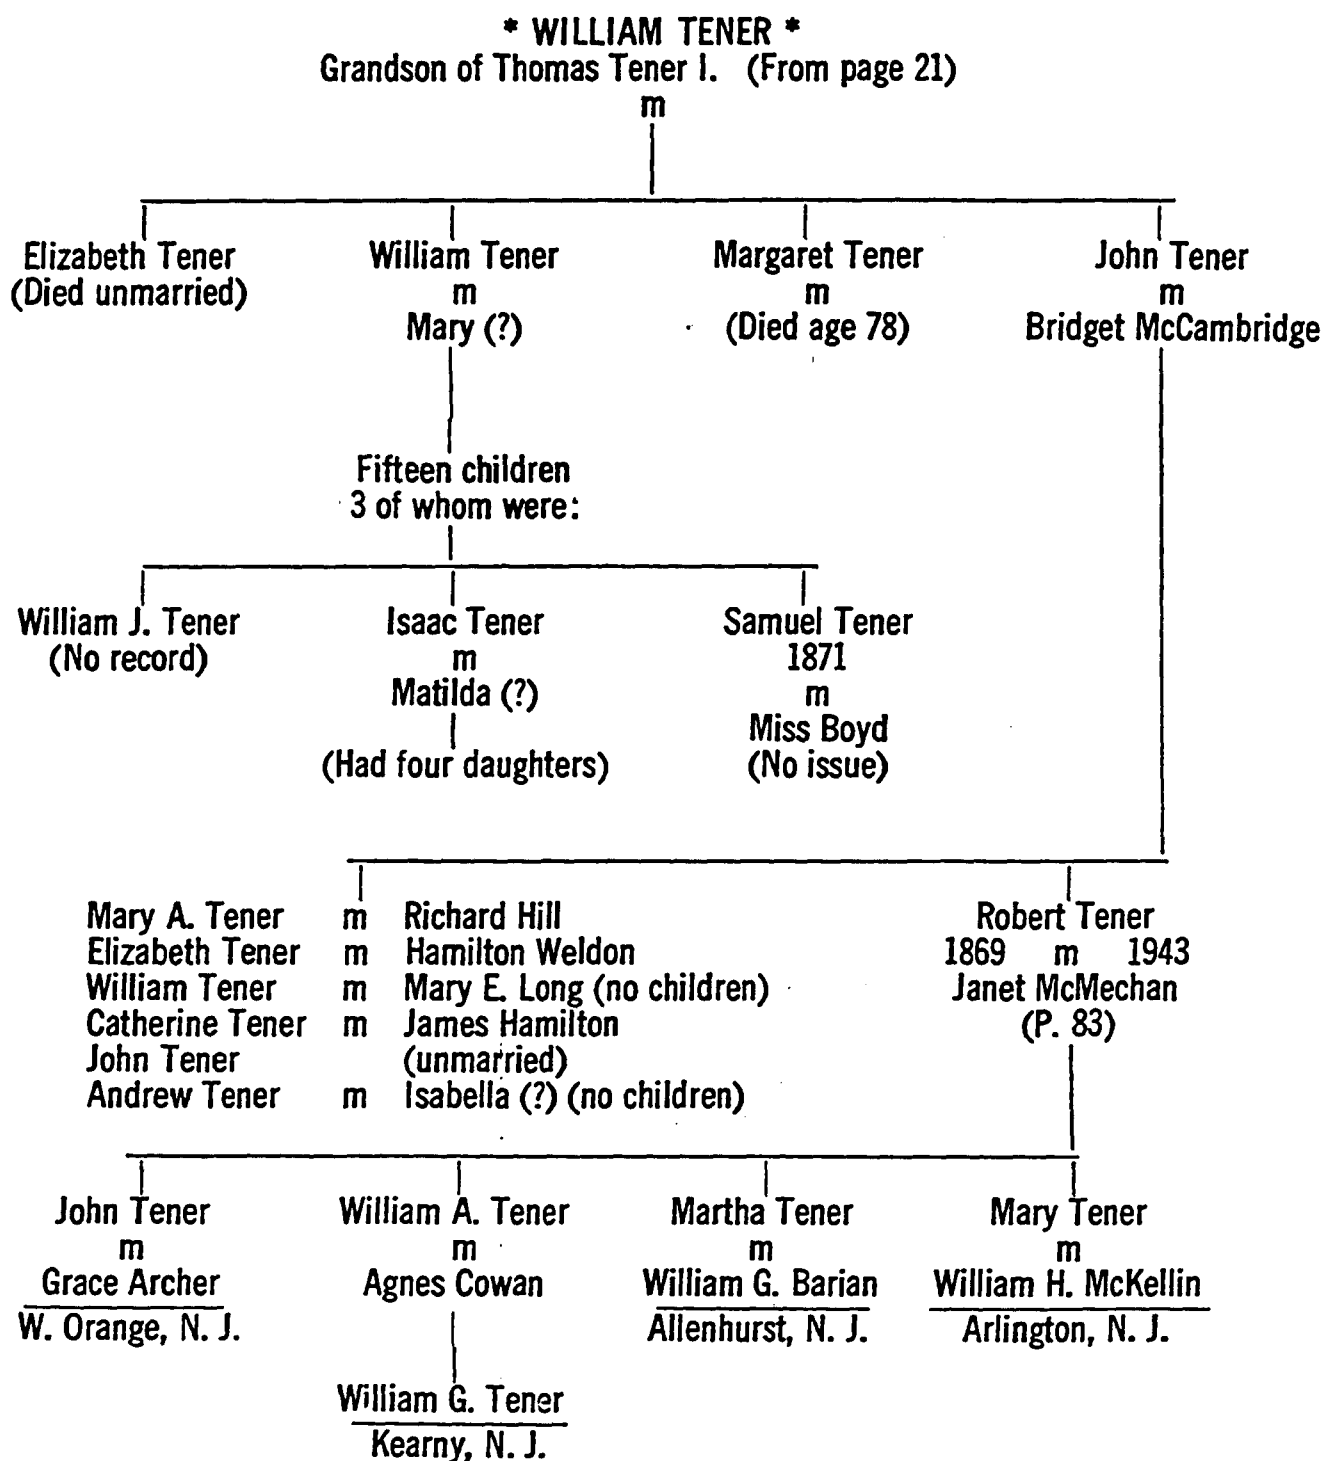 * WILLIAM TENER *
Grandson of Thomas Tener I. (From page 21)
m
Elizabeth Tener William Tener Margaret Tener John Tener
(Died unmarried) m m m
Mary (?) (Died age 78) Bridget McCambridge
Fifteen children
3 of whom were:
William J. Tener Isaac Tener Samuel Tener
(No record) m 1871
Matilda (?) m
Miss Boyd
(Had four daughters) (No issue)
Mary A. Tener m Richard Hill Robert Tener
Elizabeth Tener m Hamilton Weldon 1869 m 1943
William Tener m Mary E. Long (no children) Janet McMechan
Catherine Tener m James Hamilton (P. 83)
John Tener (unmarried)
Andrew Tener m Isabella (?) (no children)
John Tener William A. Tener Martha Tener Mary Tener
m m m m
Grace Archer Agnes Cowan William G. Barian William H. McKellin
W. Orange, N. J. Allenhurst, N. J. Arlington, N. J.
William G. Tener
Kearny, N. J.